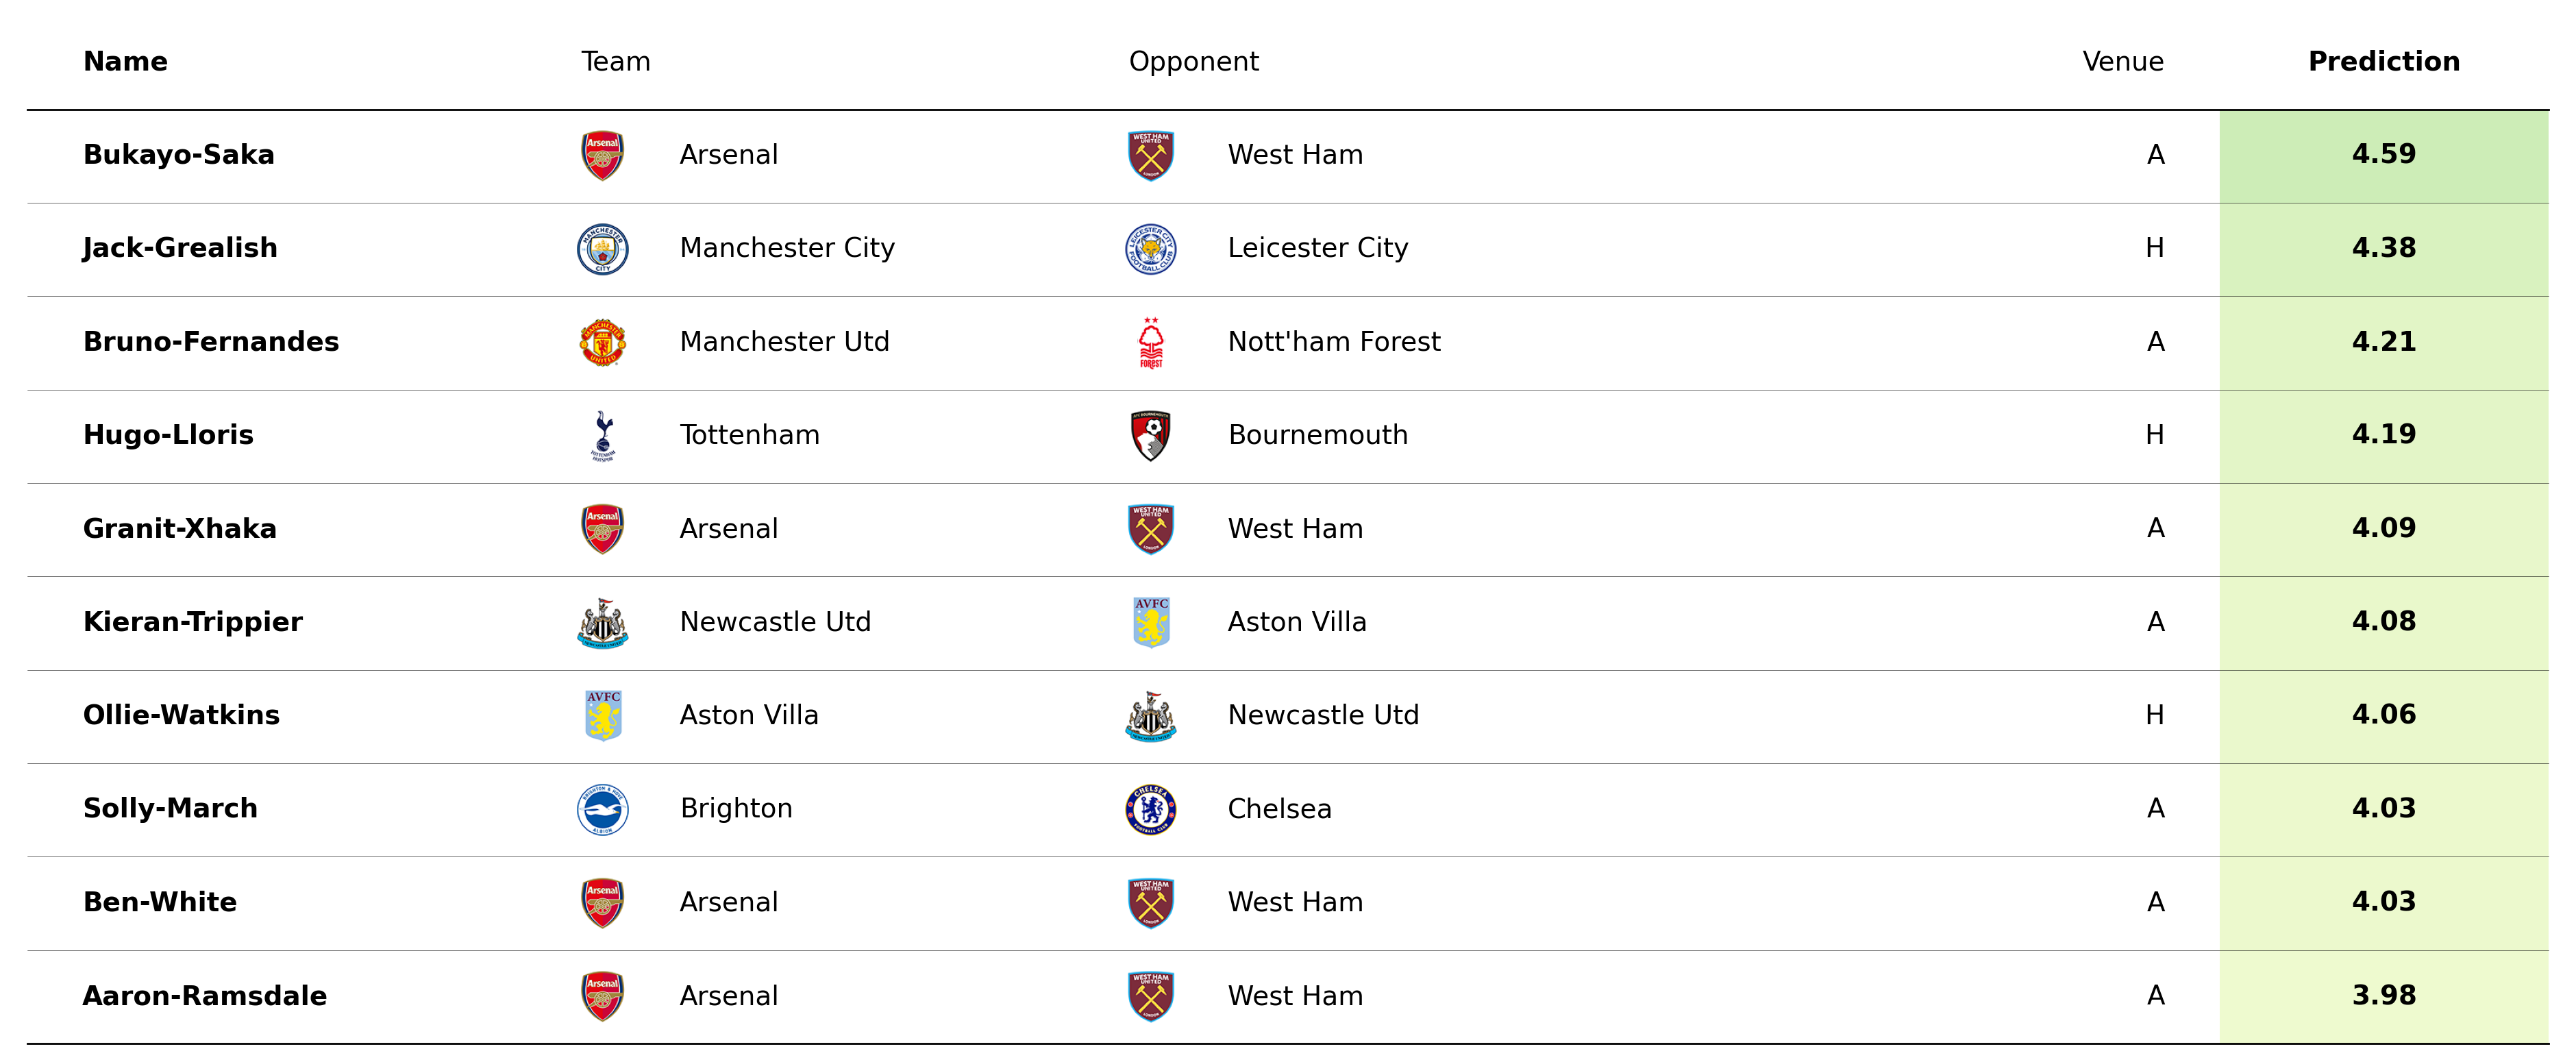 Name Team Opponent Venue Prediction
Bukayo-Saka Arsenal West Ham A 4.59
Jack-Grealish Manchester City Leicester City H 4.38
Bruno-Fernandes Manchester Utd Nott'ham Forest A 4.21
Hugo-Lloris Tottenham Bournemouth H 4.19
Granit-Xhaka Arsenal West Ham A 4.09
Kieran-Trippier Newcastle Utd Aston Villa A 4.08
Ollie-Watkins Aston Villa Newcastle Utd H 4.06
Solly-March Brighton Chelsea A 4.03
Ben-White Arsenal West Ham A 4.03
Aaron-Ramsdale Arsenal West Ham A 3.98